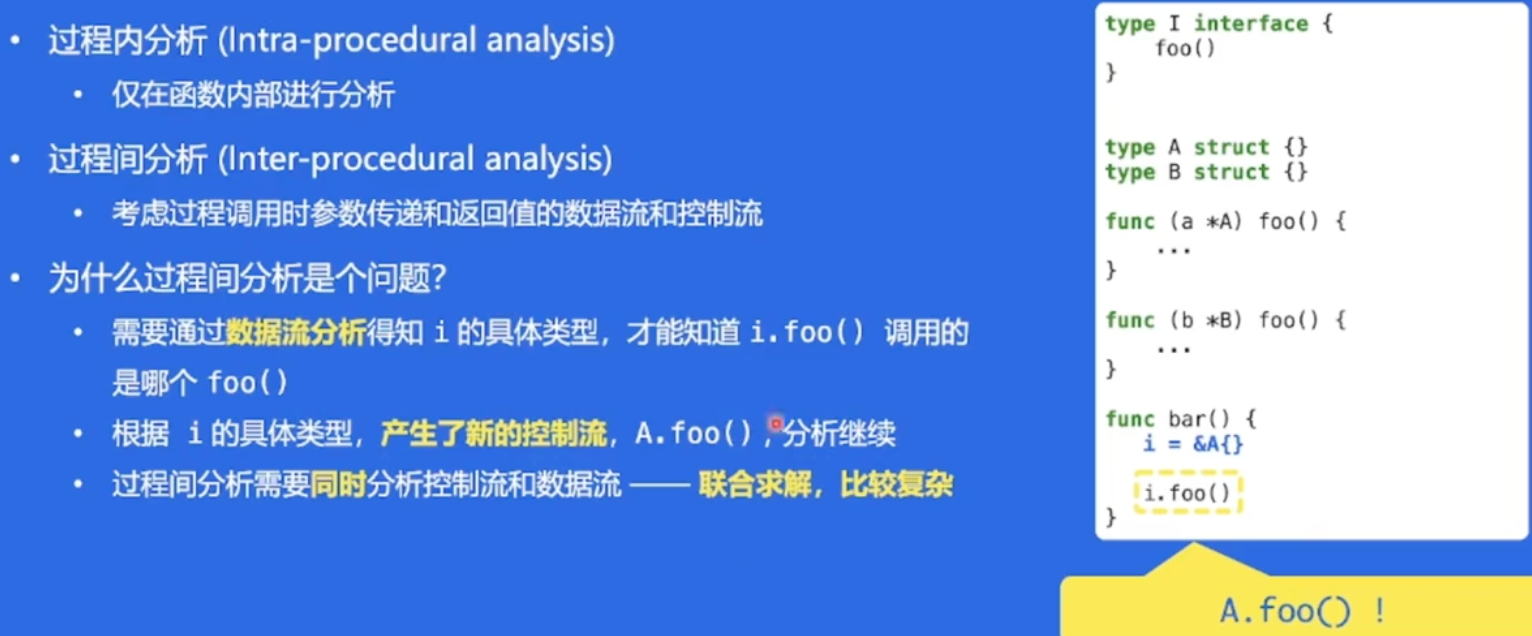 • 过程内分析 (Intra-procedural analysis)
• 仅在函数内部进行分析
• 过程间分析 (Inter-procedural analysis)
• 考虑过程调用时参数传递和返回值的数据流和控制流
• 为什么过程间分析是个问题？
• 需要通过数据流分析得知 i 的具体类型，才能知道 i.foo() 调用的
是哪个 foo()
• 根据 i 的具体类型，产生了新的控制流，A.foo()，分析继续
• 过程间分析需要同时分析控制流和数据流 —— 联合求解，比较复杂
type I interface {
foo()
}
type A struct {}
type B struct {}
func (a *A) foo() {
...
}
func (b *B) foo() {
...
}
func bar() {
i = &A{}
i.foo()
}
A.foo() !